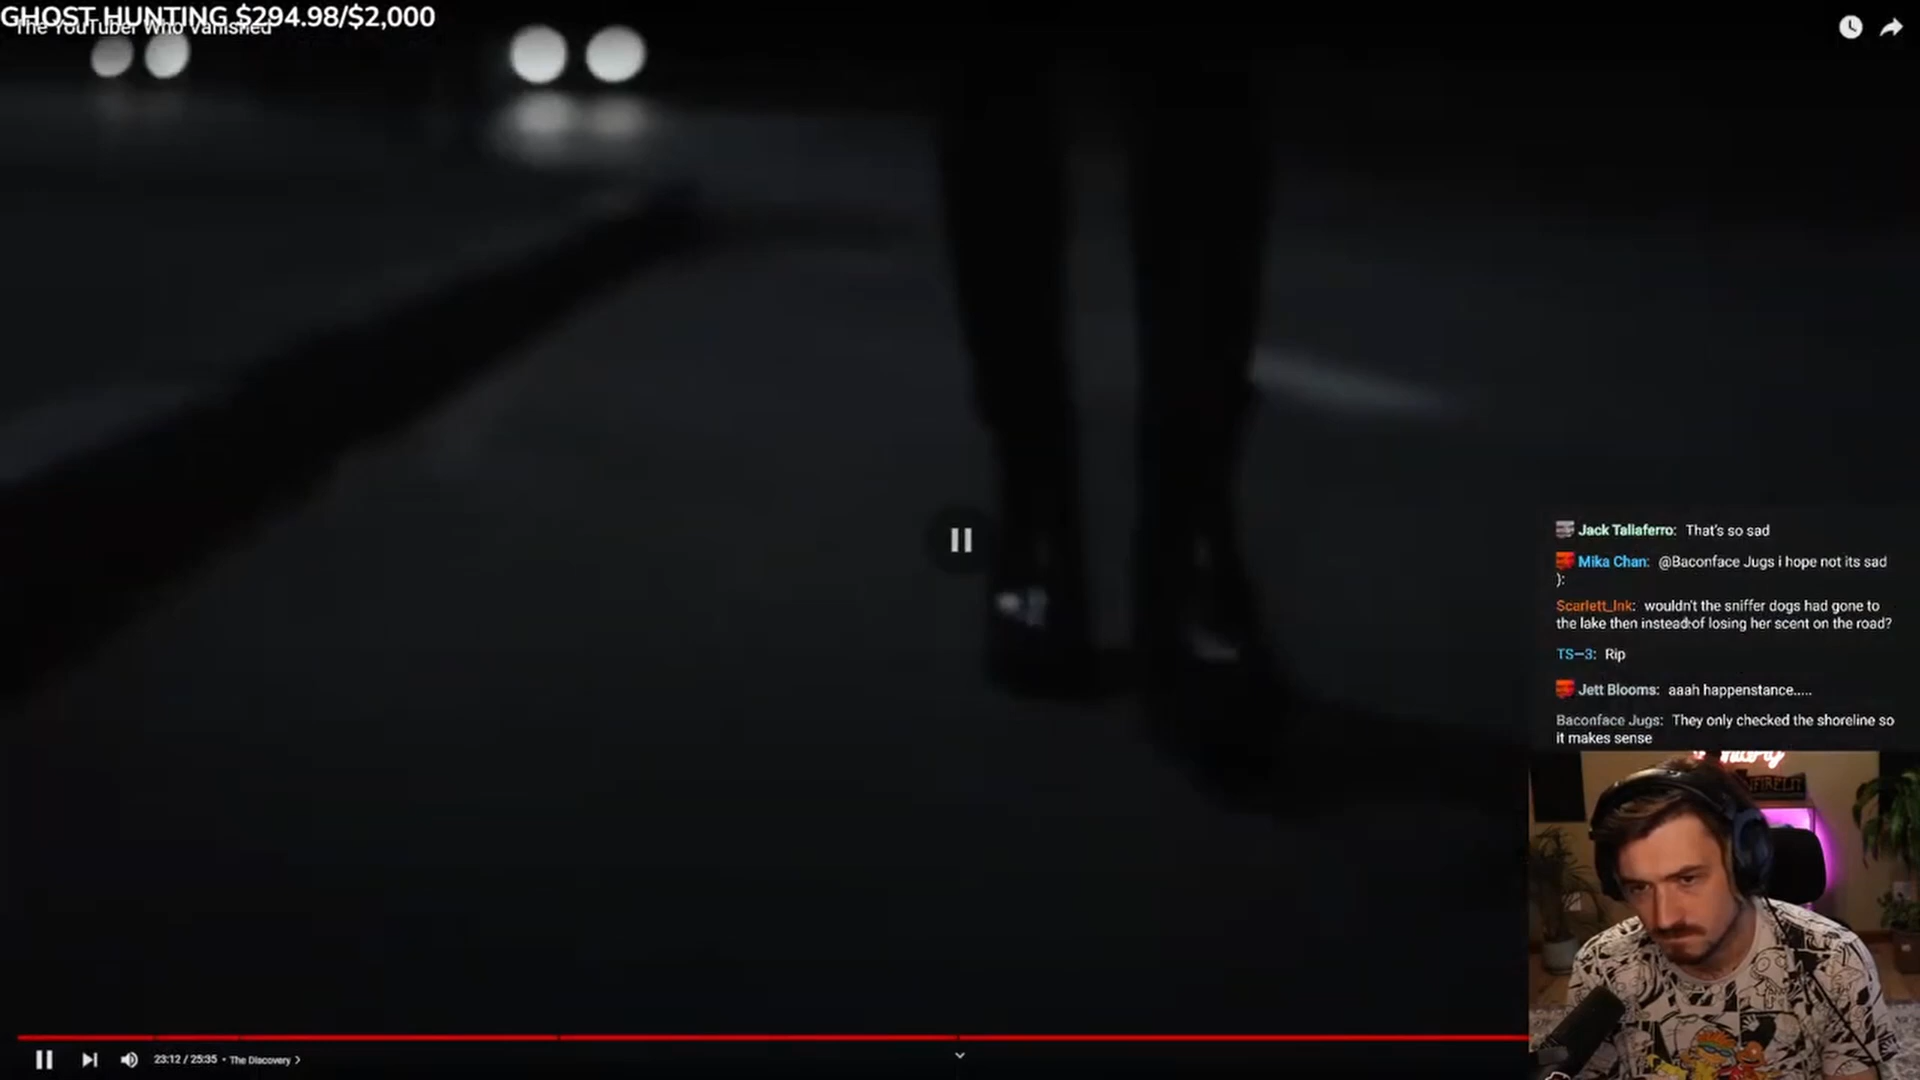 GHOST HUNTING $294.98/$2,000
The YouTuber Who Vanished
Jack Taliaferro: That's so sad
Mika Chan: @Baconface Jugs i hope not its sad
):
Scarlett_Ink: wouldn't the sniffer dogs had gone to
the lake then instead of losing her scent on the road?
TS-3: Rip
Jett Blooms: aaah happenstance.....
Baconface Jugs: They only checked the shoreline so
it makes sense
23:12 / 25:35 • The Discovery >